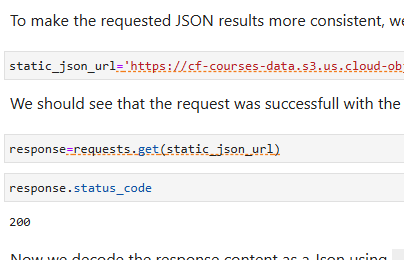 To make the requested JSON results more consistent, we
static_json_url='https://cf-courses-data.s3.us.cloud-ob
We should see that the request was successfull with the
response=requests.get(static_json_url)
response.status_code
200
Now we decode the response content as a Json using